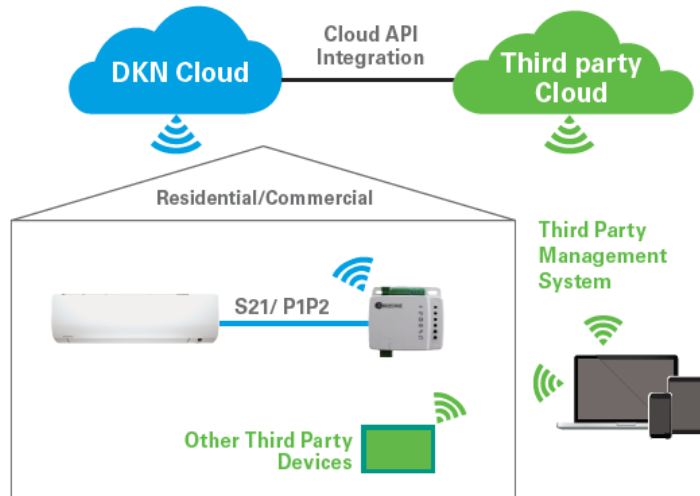 Cloud API
Integration
DKN Cloud
Third party
Cloud
Residential/Commercial
Third Party
Management
System
S21/ P1P2
Other Third Party
Devices